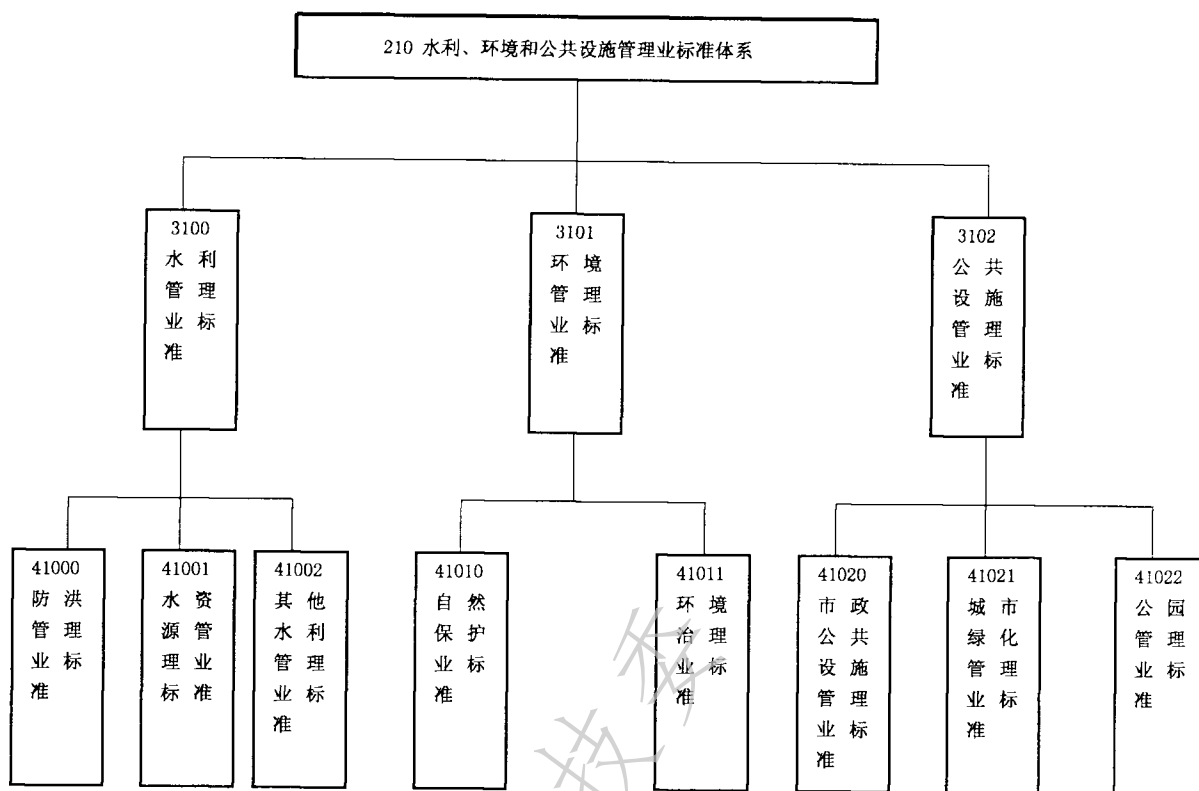 210 水利、环境和公共设施管理业标准体系
3100
水利
管理
业标
准
3101
环境
管理
业标
准
3102
公共
设施
管理
业标
准
41000
防洪
管理
业标
准
41001
水资
源管
理业
标准
41002
其他
水利
管理
业标
准
41010
自然
保护
业标
准
41011
环境
治理
业标
准
41020
市政
公共
设施
管理
业标
准
41021
城市
绿化
管理
业标
准
41022
公园
管理
业标
准
技委